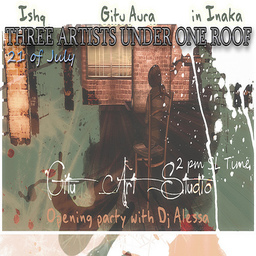 Ishq Gitu Aura in Inaka
THREE ARTISTS UNDER ONE ROOF
21 of July
2 pm SL Time
Gitu Art Studio
Opening party with Dj Alessa